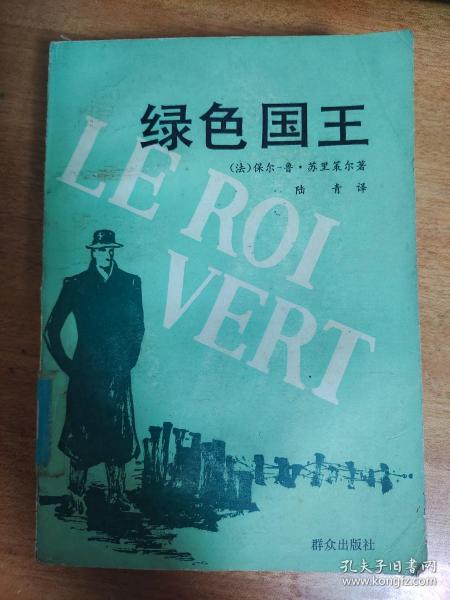 绿色国王
(法)保尔-鲁·苏里策尔著
陆青译
LE ROI
VERT
群众出版社
孔夫子旧书网
www.kongfz.com